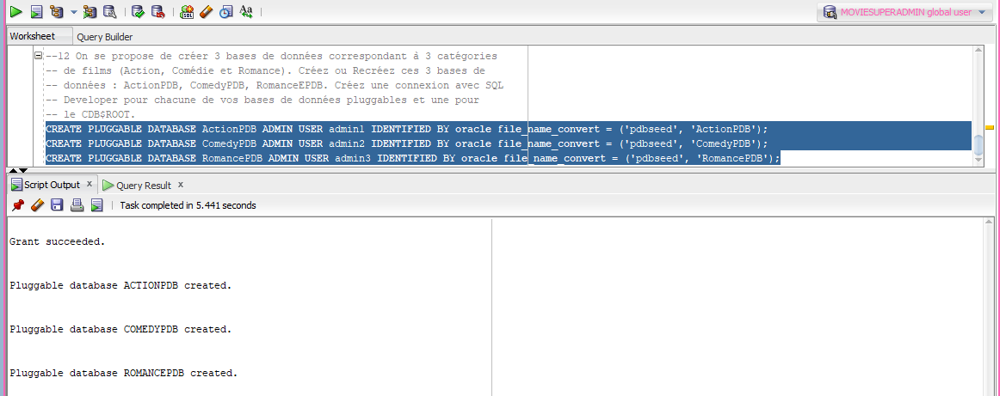 MOVIESUPERADMIN global user
Worksheet Query Builder
--12 On se propose de créer 3 bases de données correspondant à 3 catégories
-- de films (Action, Comédie et Romance). Créez ou Recréez ces 3 bases de
-- données : ActionPDB, ComedyPDB, RomanceEPDB. Créez une connexion avec SQL
-- Developer pour chacune de vos bases de données pluggables et une pour
-- le CDB$ROOT.
CREATE PLUGGABLE DATABASE ActionPDB ADMIN USER admin1 IDENTIFIED BY oracle file_name_convert = ('pdbseed', 'ActionPDB');
CREATE PLUGGABLE DATABASE ComedyPDB ADMIN USER admin2 IDENTIFIED BY oracle file_name_convert = ('pdbseed', 'ComedyPDB');
CREATE PLUGGABLE DATABASE RomancePDB ADMIN USER admin3 IDENTIFIED BY oracle file_name_convert = ('pdbseed', 'RomancePDB');
Script Output x Query Result x
Task completed in 5.441 seconds
Grant succeeded.
Pluggable database ACTIONPDB created.
Pluggable database COMEDYPDB created.
Pluggable database ROMANCEPDB created.